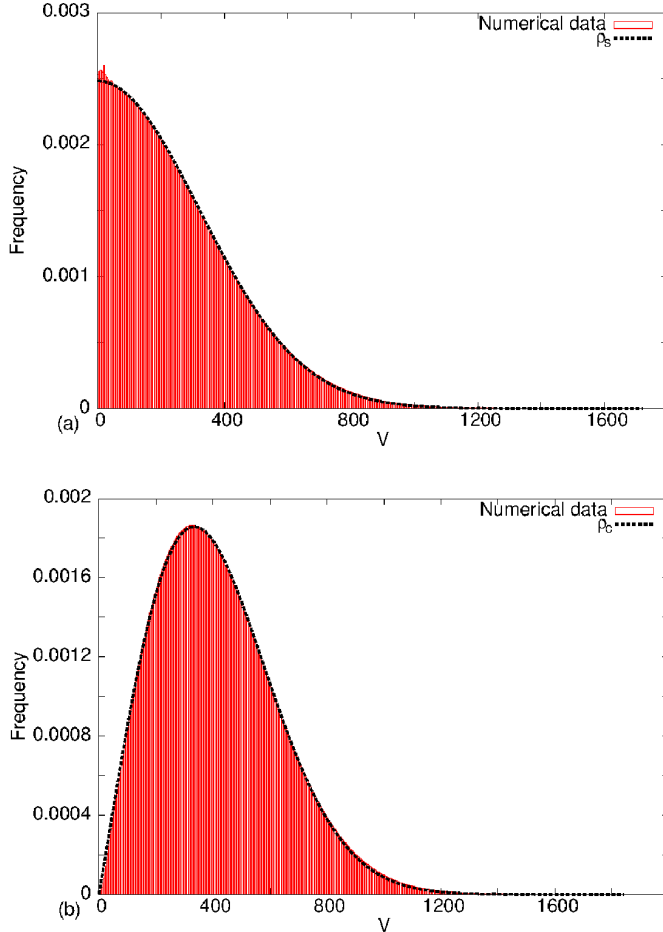 0.003
Numerical data
ρs
0.002
Frequency
0.001
0
(a)
0 400 800 1200 1600
V
0.002
Numerical data
ρc
0.0016
0.0012
Frequency
0.0008
0.0004
0
(b)
0 400 800 1200 1600
V